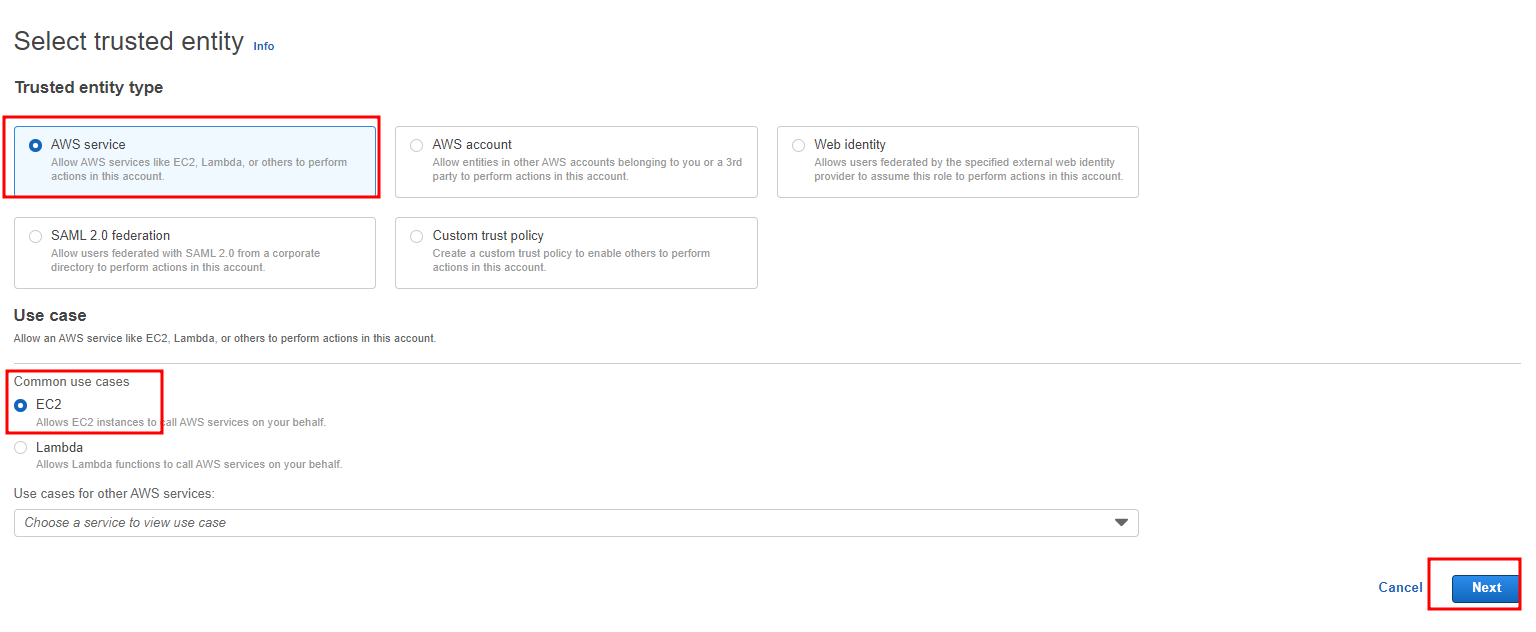 Select trusted entity Info
Trusted entity type
AWS service
Allow AWS services like EC2, Lambda, or others to perform
actions in this account.
AWS account
Allow entities in other AWS accounts belonging to you or a 3rd
party to perform actions in this account.
Web identity
Allows users federated by the specified external web identity
provider to assume this role to perform actions in this account.
SAML 2.0 federation
Allow users federated with SAML 2.0 from a corporate
directory to perform actions in this account.
Custom trust policy
Create a custom trust policy to enable others to perform
actions in this account.
Use case
Allow an AWS service like EC2, Lambda, or others to perform actions in this account.
Common use cases
EC2
Allows EC2 instances to call AWS services on your behalf.
Lambda
Allows Lambda functions to call AWS services on your behalf.
Use cases for other AWS services:
Choose a service to view use case
Cancel Next